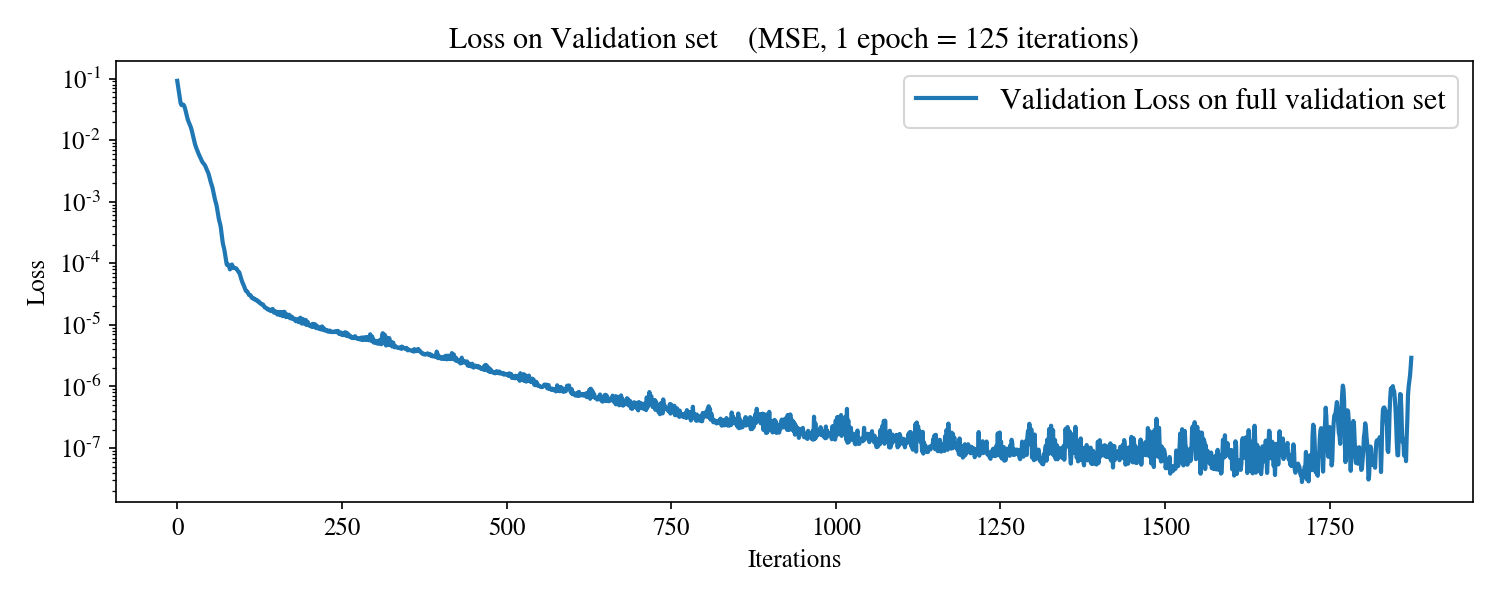 Loss on Validation set (MSE, 1 epoch = 125 iterations)
Validation Loss on full validation set
Loss
10⁻¹
10⁻²
10⁻³
10⁻⁴
10⁻⁵
10⁻⁶
10⁻⁷
0 250 500 750 1000 1250 1500 1750
Iterations